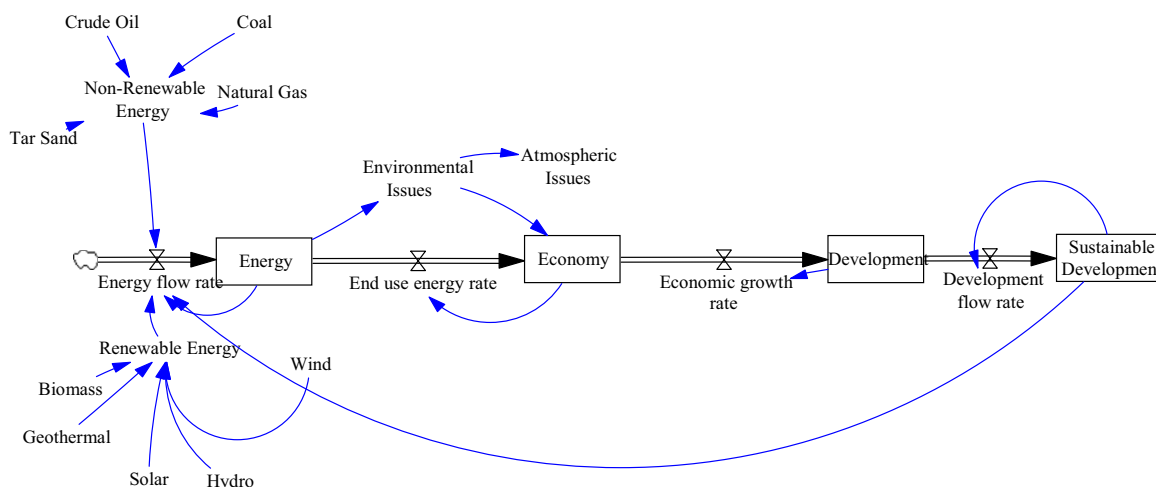 Crude Oil
Coal
Non-Renewable
Energy
Natural Gas
Tar Sand
Environmental
Issues
Atmospheric
Issues
Energy
Economy
Development
Sustainable
Development
Energy flow rate
End use energy rate
Economic growth
rate
Development
flow rate
Renewable Energy
Wind
Biomass
Geothermal
Solar
Hydro